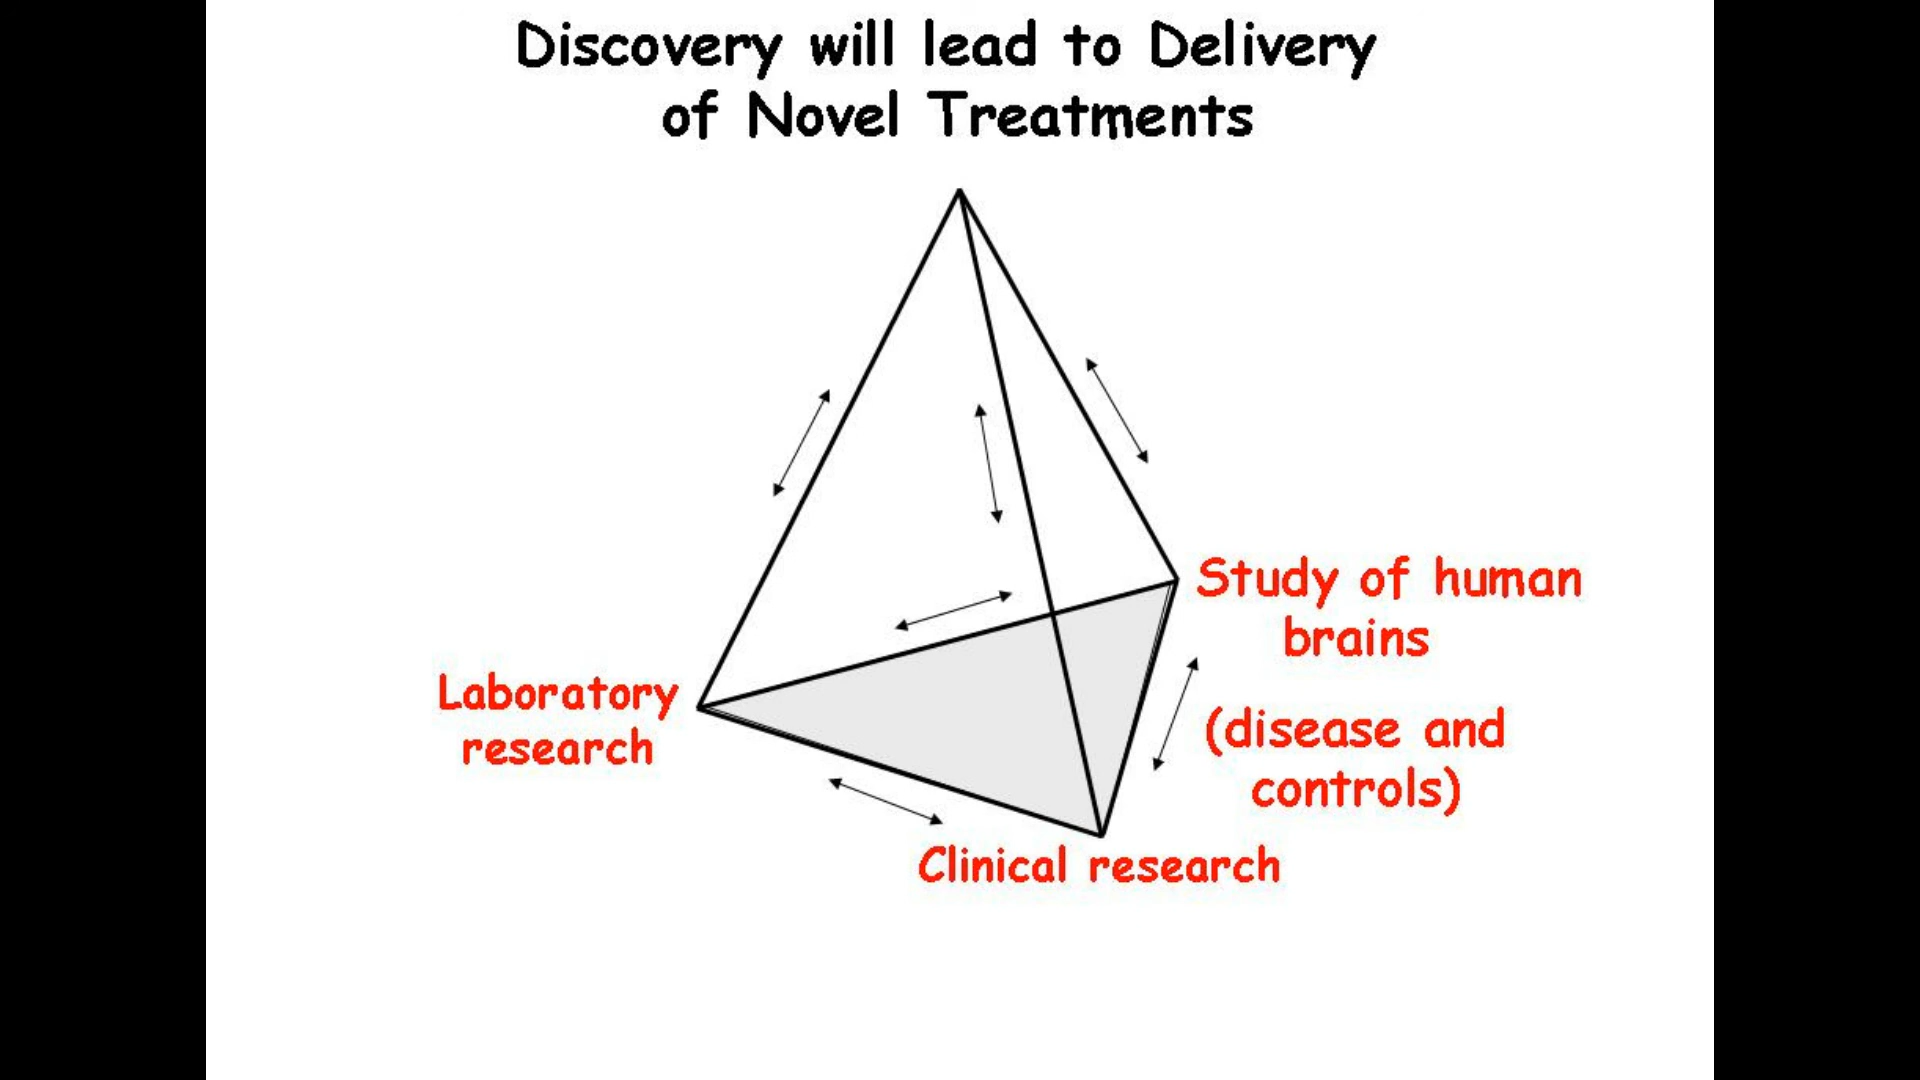 Discovery will lead to Delivery
of Novel Treatments
Study of human
brains
Laboratory
research
(disease and
controls)
Clinical research